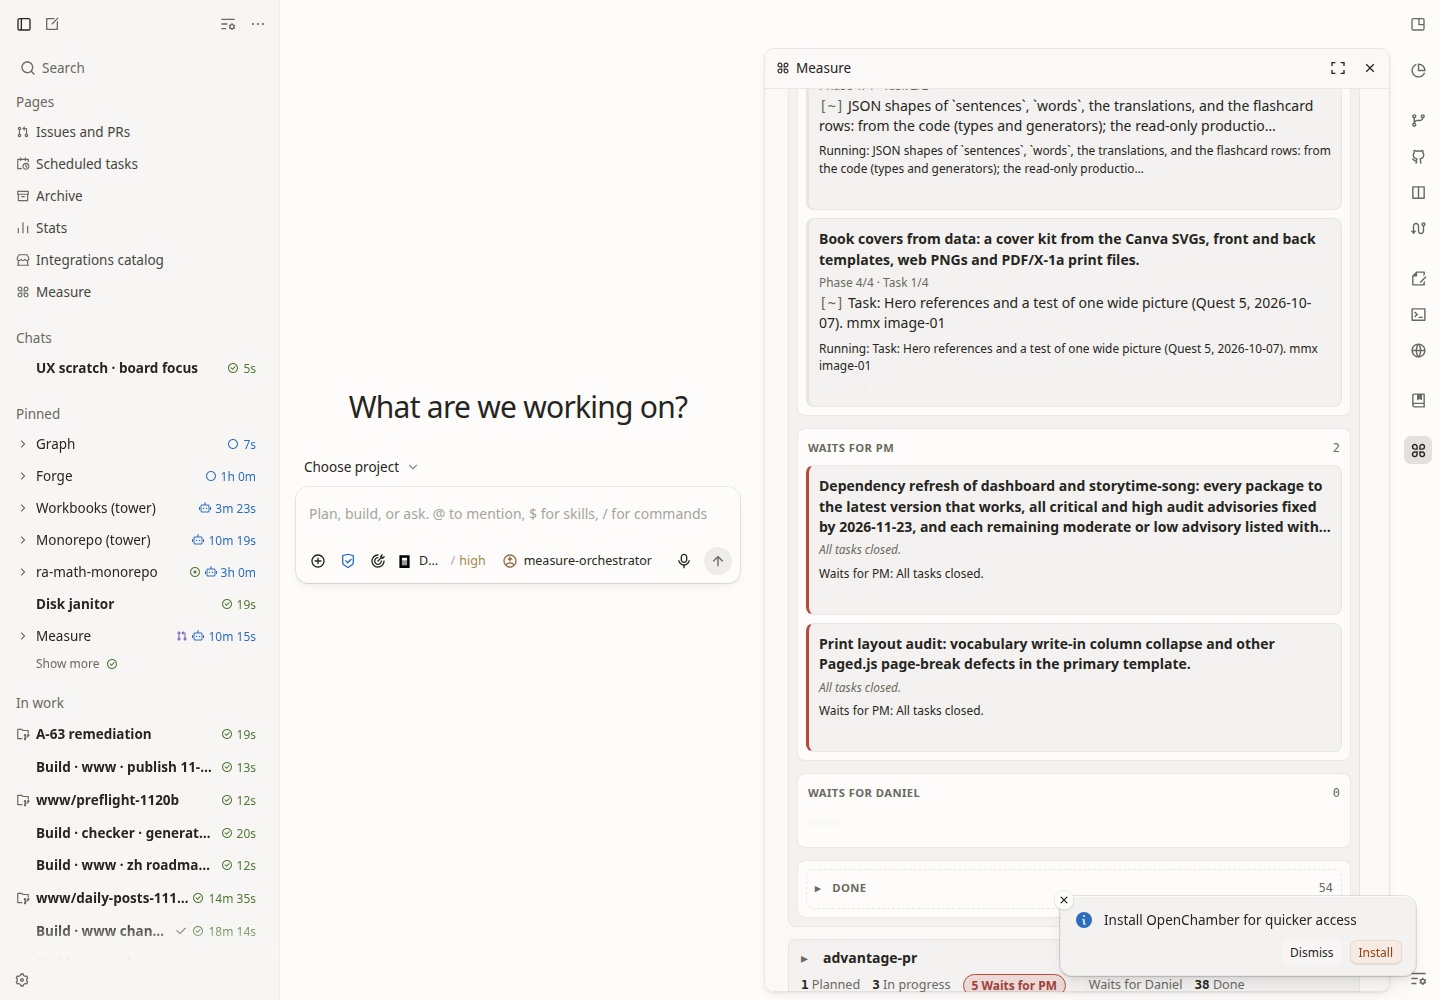 Search
Pages
Issues and PRs
Scheduled tasks
Archive
Stats
Integrations catalog
Measure
Chats
UX scratch · board focus 5s
Pinned
Graph 7s
Forge 1h 0m
Workbooks (tower) 3m 23s
Monorepo (tower) 10m 19s
ra-math-monorepo 3h 0m
Disk janitor 19s
Measure 10m 15s
Show more
In work
A-63 remediation 19s
Build · www · publish 11-... 13s
www/preflight-1120b 12s
Build · checker · generat... 20s
Build · www · zh roadma... 12s
www/daily-posts-111... 14m 35s
Build · www chan... 18m 14s
What are we working on?
Choose project
Plan, build, or ask. @ to mention, $ for skills, / for commands
D... / high measure-orchestrator
Measure
[~] JSON shapes of `sentences`, `words`, the translations, and the flashcard
rows: from the code (types and generators); the read-only productio...
Running: JSON shapes of `sentences`, `words`, the translations, and the flashcard rows: from
the code (types and generators); the read-only productio...
Book covers from data: a cover kit from the Canva SVGs, front and back
templates, web PNGs and PDF/X-1a print files.
Phase 4/4 · Task 1/4
[~] Task: Hero references and a test of one wide picture (Quest 5, 2026-10-
07). mmx image-01
Running: Task: Hero references and a test of one wide picture (Quest 5, 2026-10-07). mmx
image-01
WAITS FOR PM 2
Dependency refresh of dashboard and storytime-song: every package to
the latest version that works, all critical and high audit advisories fixed
by 2026-11-23, and each remaining moderate or low advisory listed with...
All tasks closed.
Waits for PM: All tasks closed.
Print layout audit: vocabulary write-in column collapse and other
Paged.js page-break defects in the primary template.
All tasks closed.
Waits for PM: All tasks closed.
WAITS FOR DANIEL 0
None
DONE 54
Install OpenChamber for quicker access
Dismiss Install
advantage-pr
1 Planned 3 In progress 5 Waits for PM Waits for Daniel 38 Done